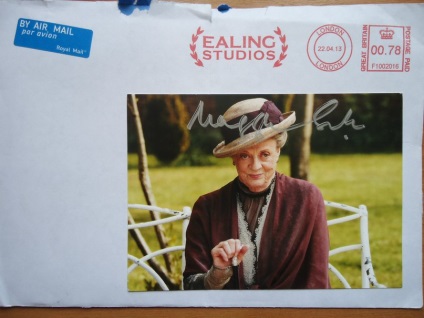 BY AIR MAIL
par avion
Royal Mail
EALING
STUDIOS
LONDON
22.04.13
LONDON
GREAT BRITAIN
00.78
F1002016
POSTAGE PAID